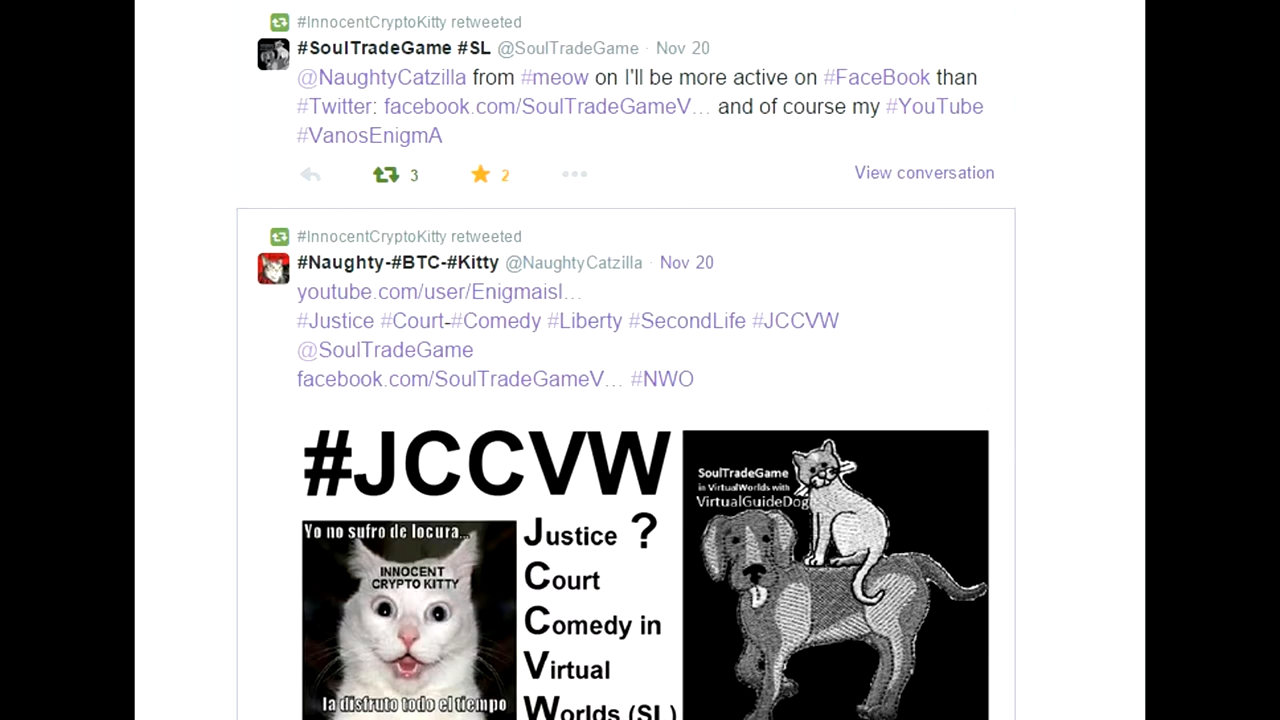 #InnocentCryptoKitty retweeted
#SoulTradeGame #SL @SoulTradeGame · Nov 20
@NaughtyCatzilla from #meow on I'll be more active on #FaceBook than
#Twitter: facebook.com/SoulTradeGameV… and of course my #YouTube
#VanosEnigmA
3 2 View conversation
#InnocentCryptoKitty retweeted
#Naughty-#BTC-#Kitty @NaughtyCatzilla · Nov 20
youtube.com/user/Enigmaisl…
#Justice #Court-#Comedy #Liberty #SecondLife #JCCVW
@SoulTradeGame
facebook.com/SoulTradeGameV… #NWO
#JCCVW
Yo no sufro de locura...
INNOCENT
CRYPTO KITTY
la disfruto todo el tiempo
Justice ?
Court
Comedy in
Virtual
Worlds (SL)
SoulTradeGame
in VirtualWorlds with
VirtualGuideDog